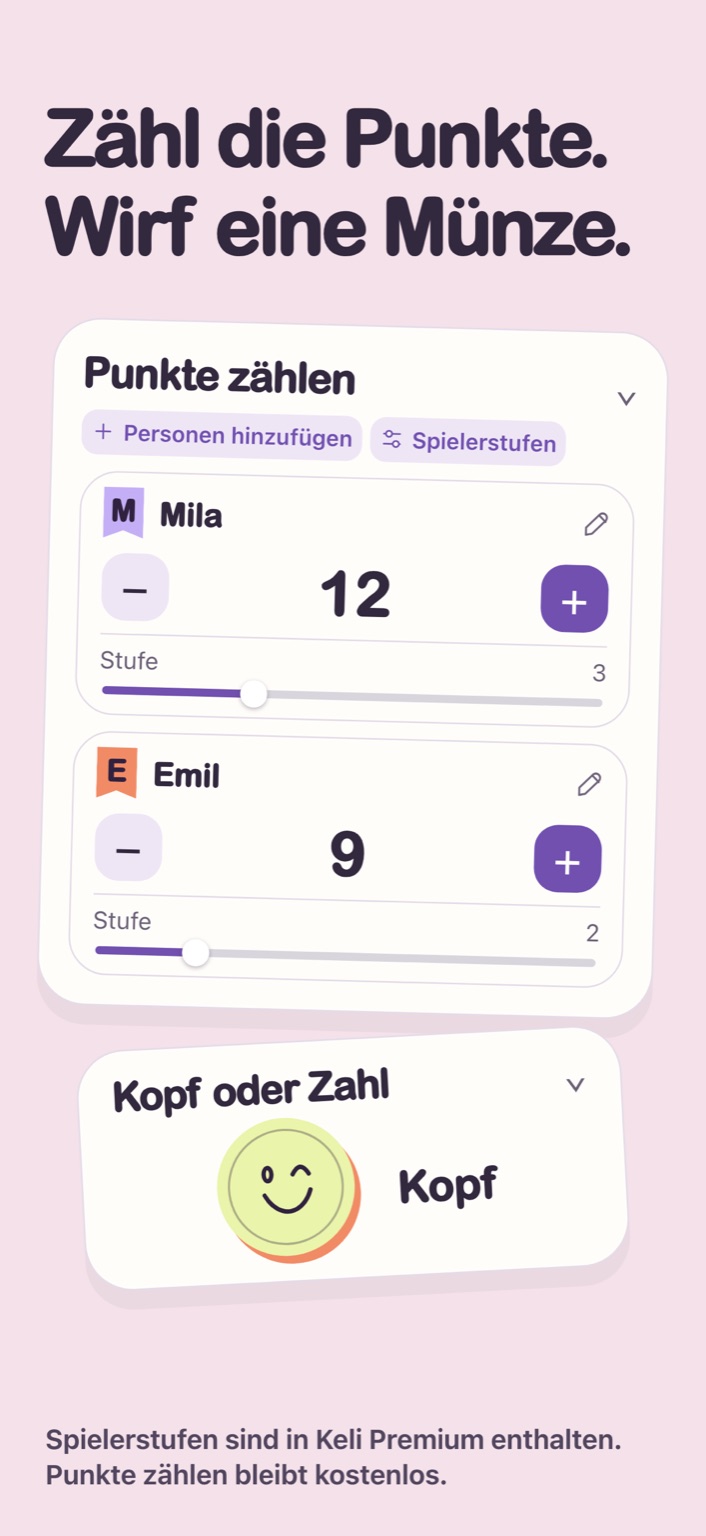 Zähl die Punkte.
Wirf eine Münze.
Punkte zählen
+ Personen hinzufügen
Spielerstufen
M Mila
– 12 +
Stufe 3
E Emil
– 9 +
Stufe 2
Kopf oder Zahl
Kopf
Spielerstufen sind in Keli Premium enthalten.
Punkte zählen bleibt kostenlos.